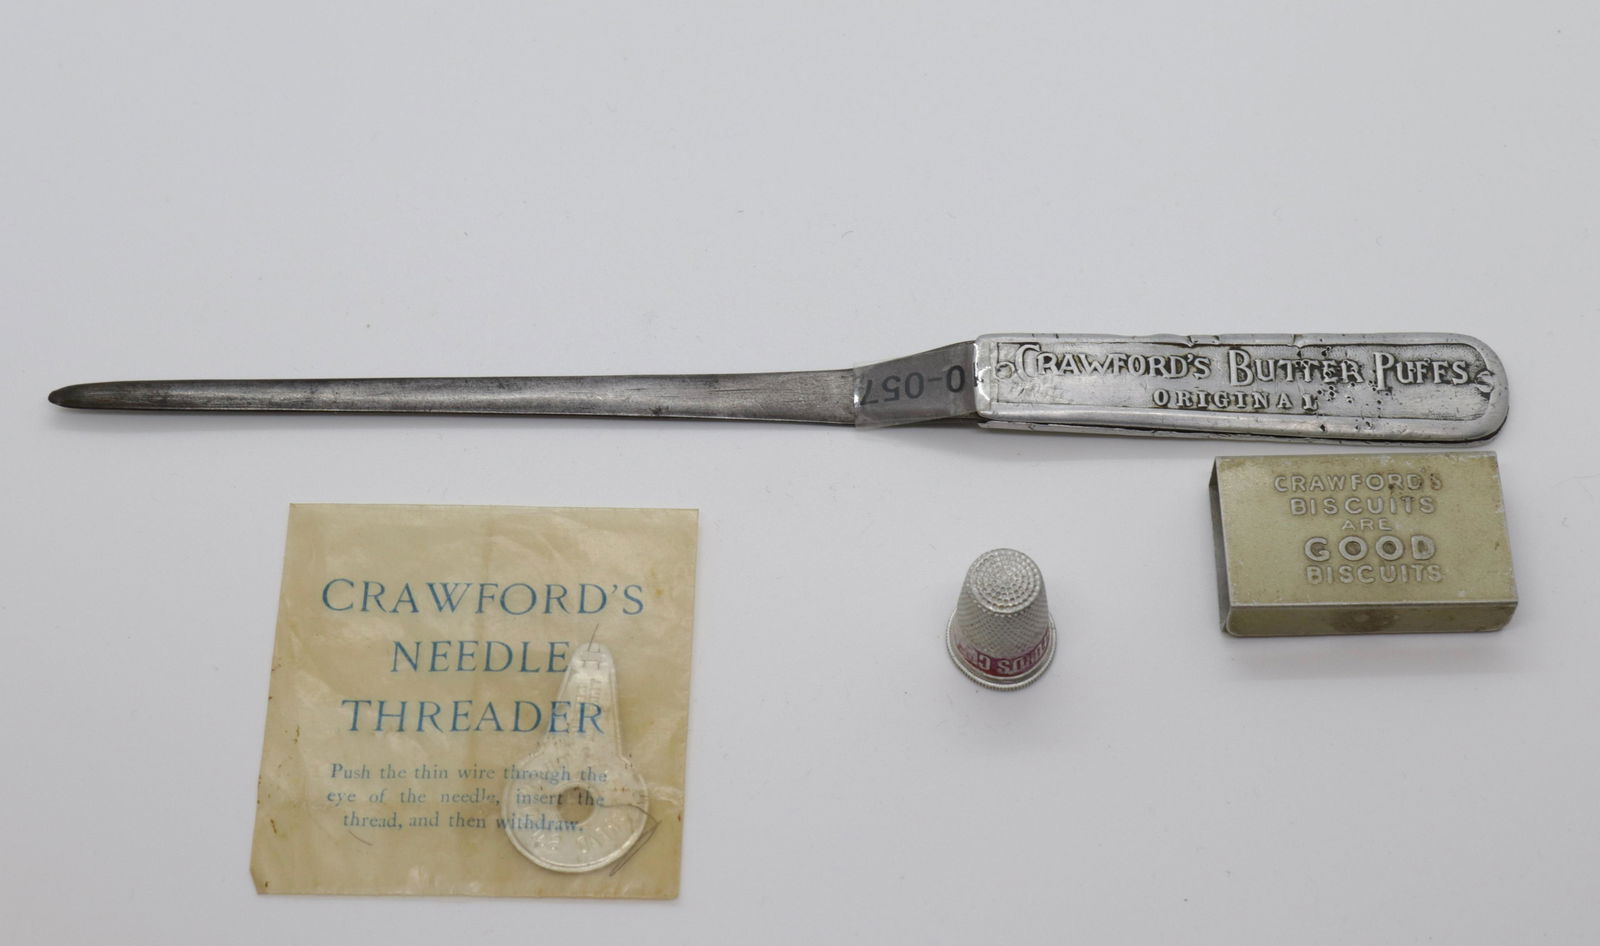 CRAWFORD'S BUTTER PUFFS
ORIGINAL
0-057
CRAWFORD'S
BISCUITS
ARE
GOOD
BISCUITS
CRAWFORD'S
NEEDLE
THREADER
Push the thin wire through the
eye of the needle, insert the
thread, and then withdraw.